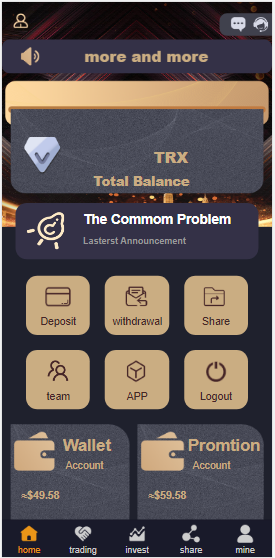 more and more
TRX
Total Balance
The Commom Problem
Lasterst Announcement
Deposit
withdrawal
Share
team
APP
Logout
Wallet
Account
≈$49.58
Promtion
Account
≈$59.58
home
trading
invest
share
mine